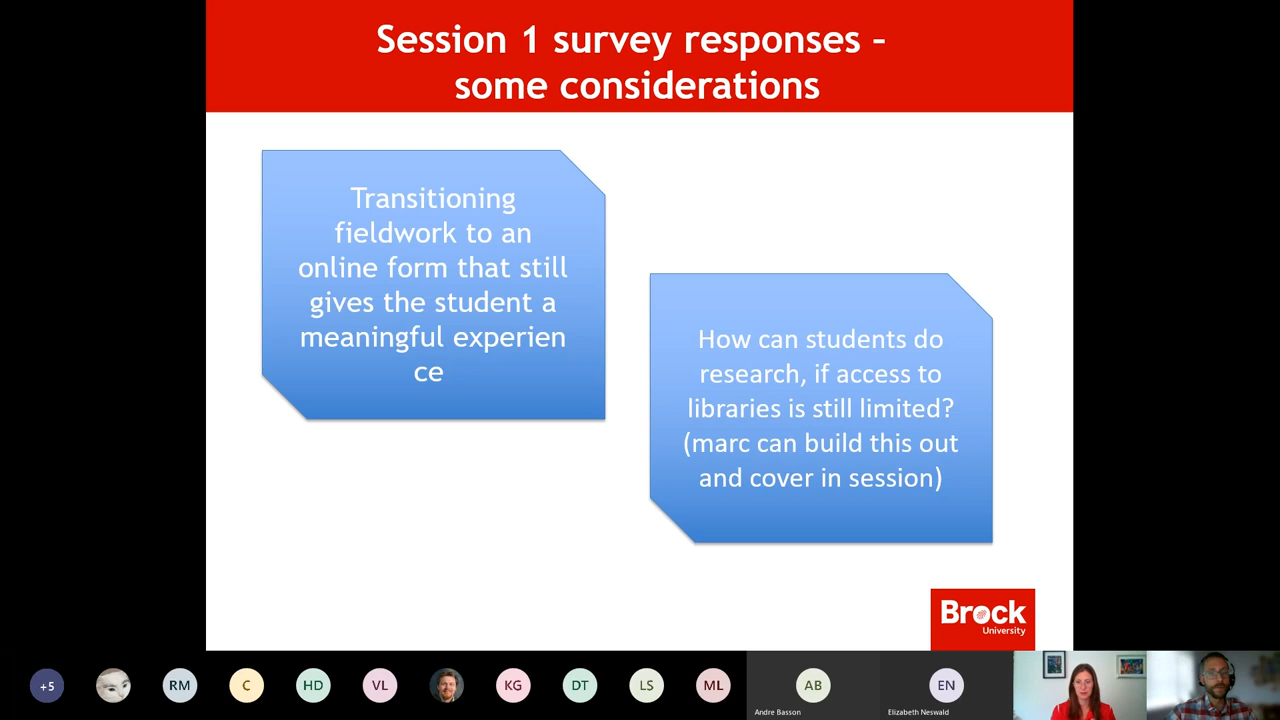 Session 1 survey responses –
some considerations
Transitioning
fieldwork to an
online form that still
gives the student a
meaningful experien
ce
How can students do
research, if access to
libraries is still limited?
(marc can build this out
and cover in session)
Brock
University
+5
RM
C
HD
VL
KG
DT
LS
ML
AB
Andre Basson
EN
Elizabeth Neswald